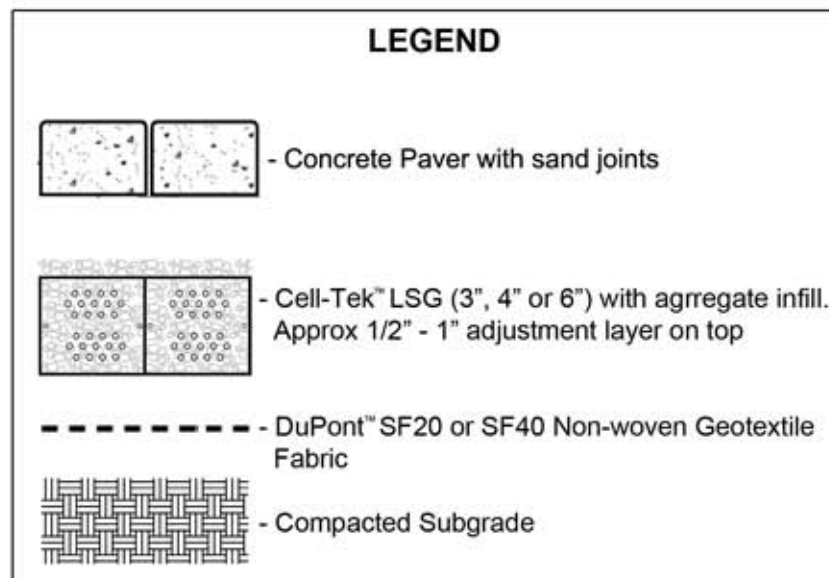 LEGEND
- Concrete Paver with sand joints
- Cell-Tek™ LSG (3”, 4” or 6”) with agrregate infill.
Approx 1/2” - 1” adjustment layer on top
- DuPont™ SF20 or SF40 Non-woven Geotextile
Fabric
- Compacted Subgrade